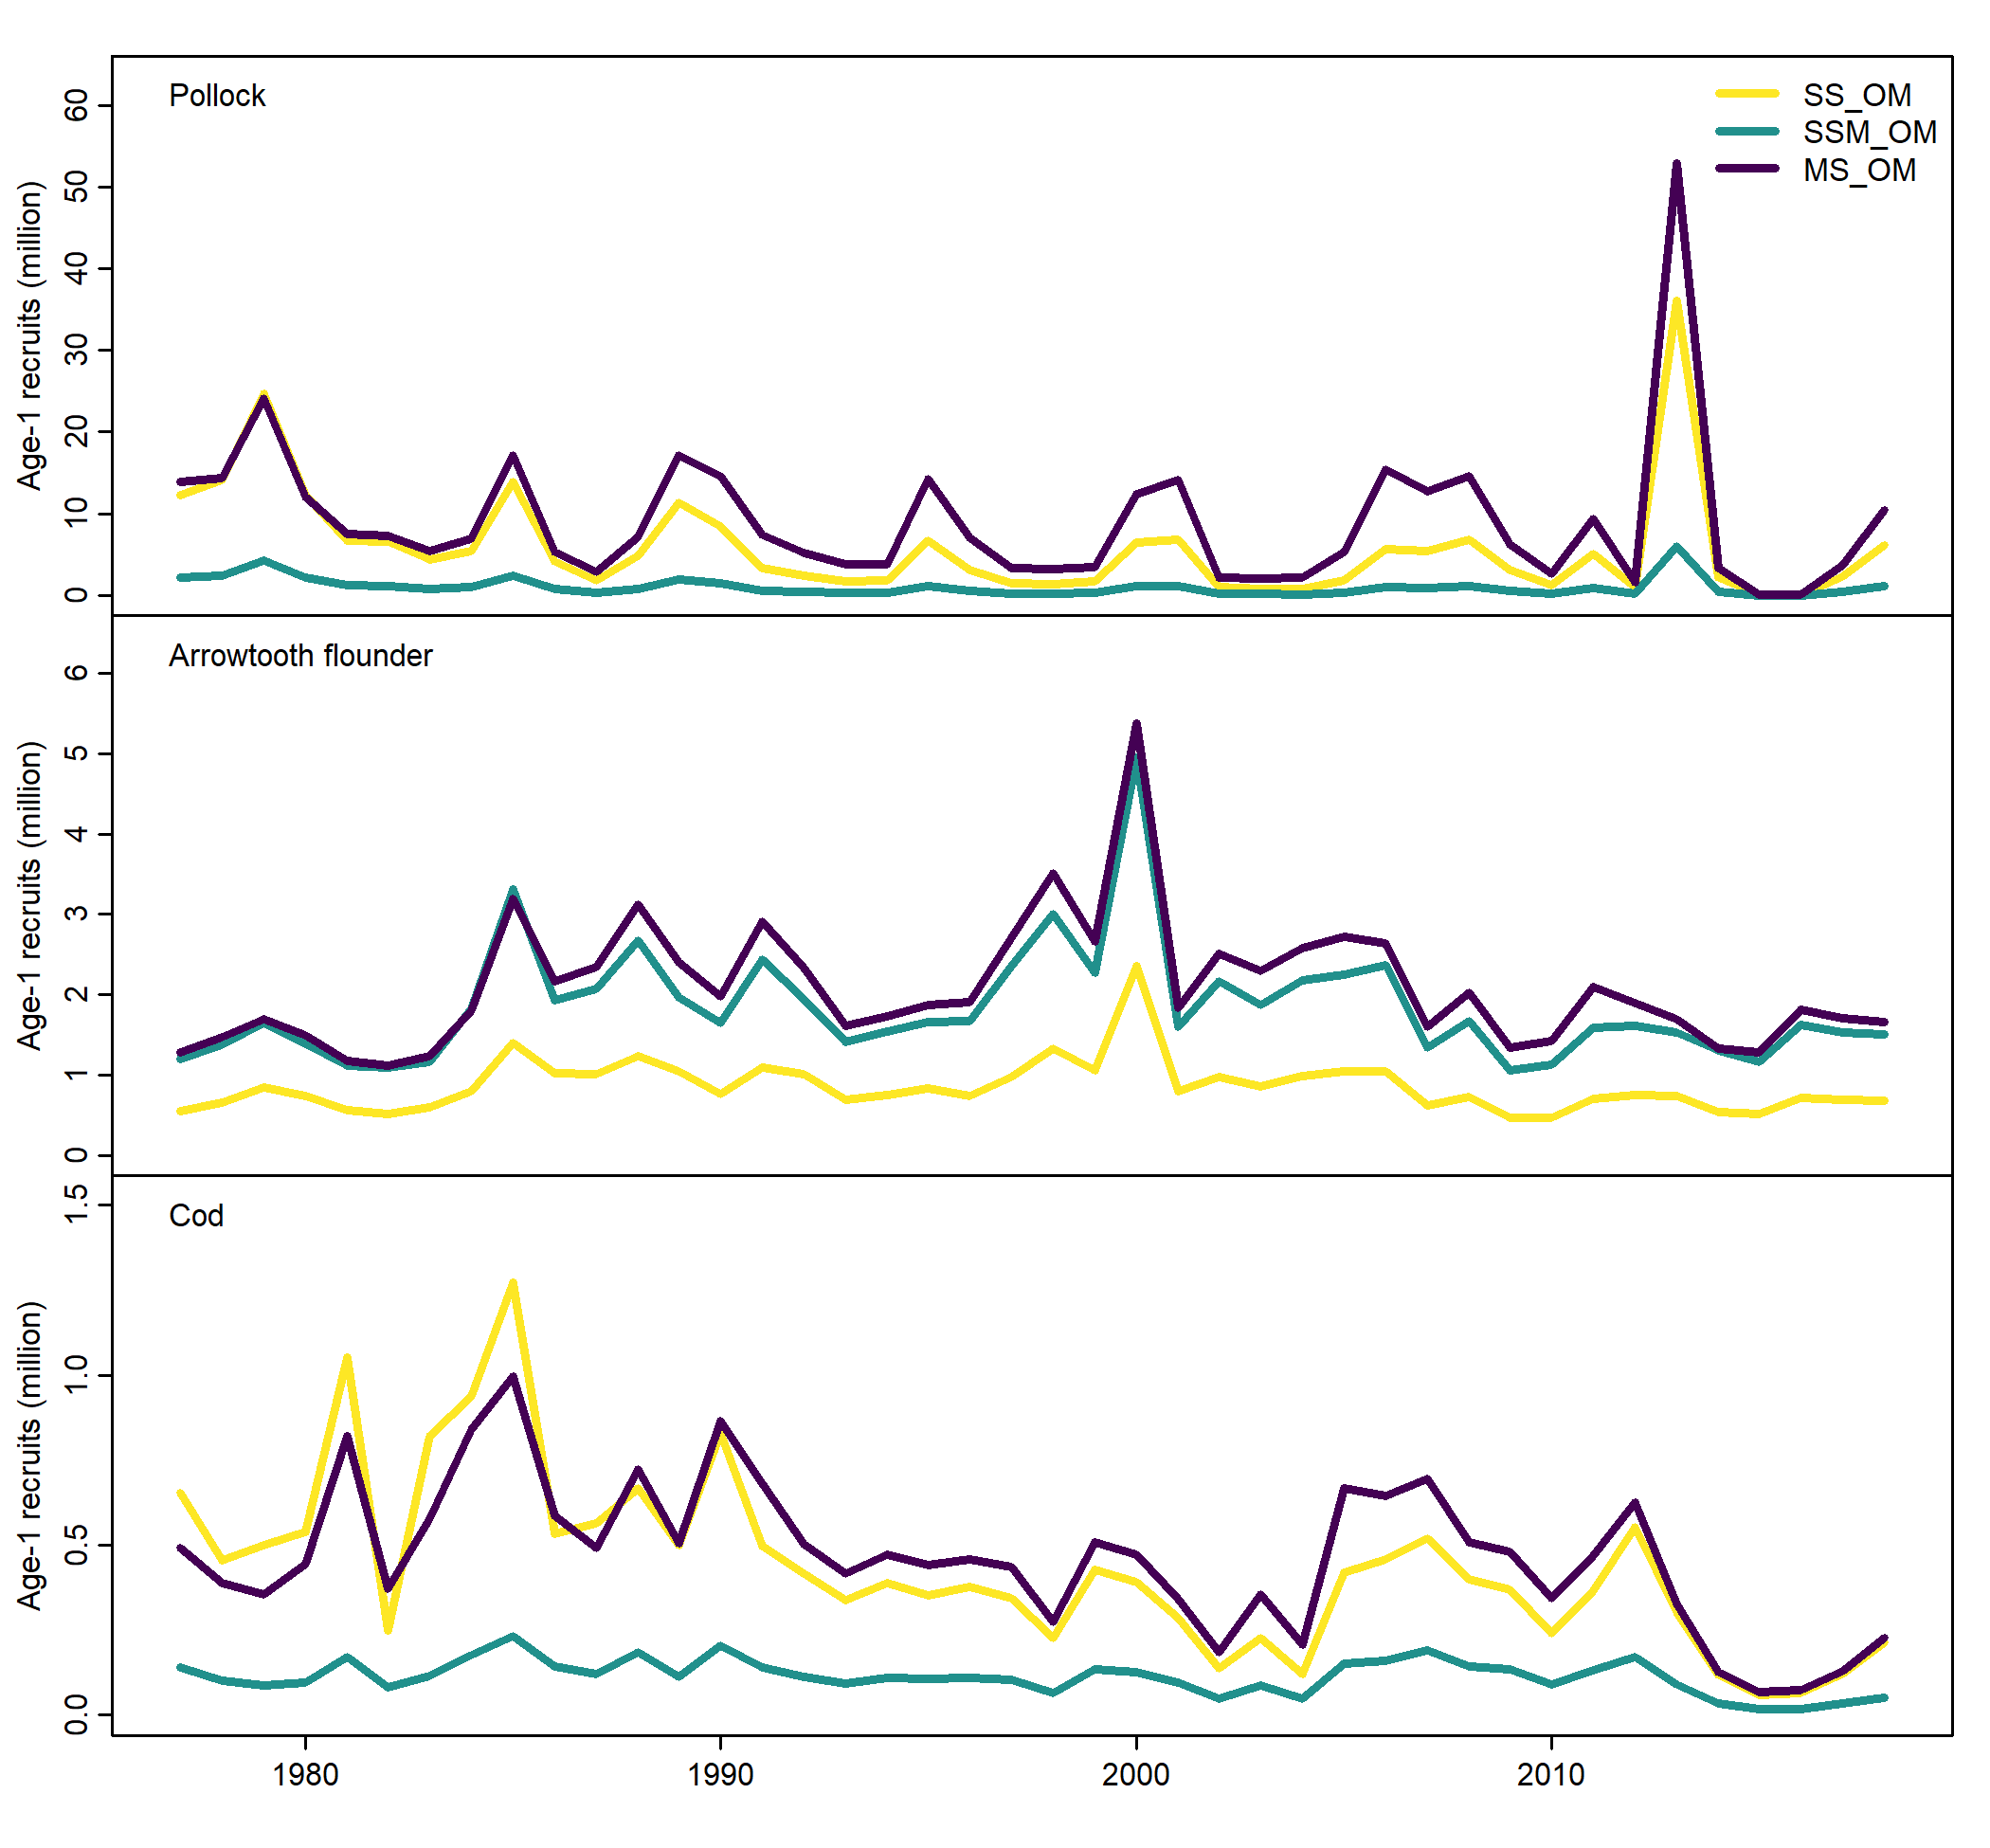 Pollock
SS_OM
SSM_OM
MS_OM
Age-1 recruits (million)
60
50
40
30
20
10
0
Arrowtooth flounder
Age-1 recruits (million)
6
5
4
3
2
1
0
Cod
Age-1 recruits (million)
1.5
1.0
0.5
0.0
1980 1990 2000 2010